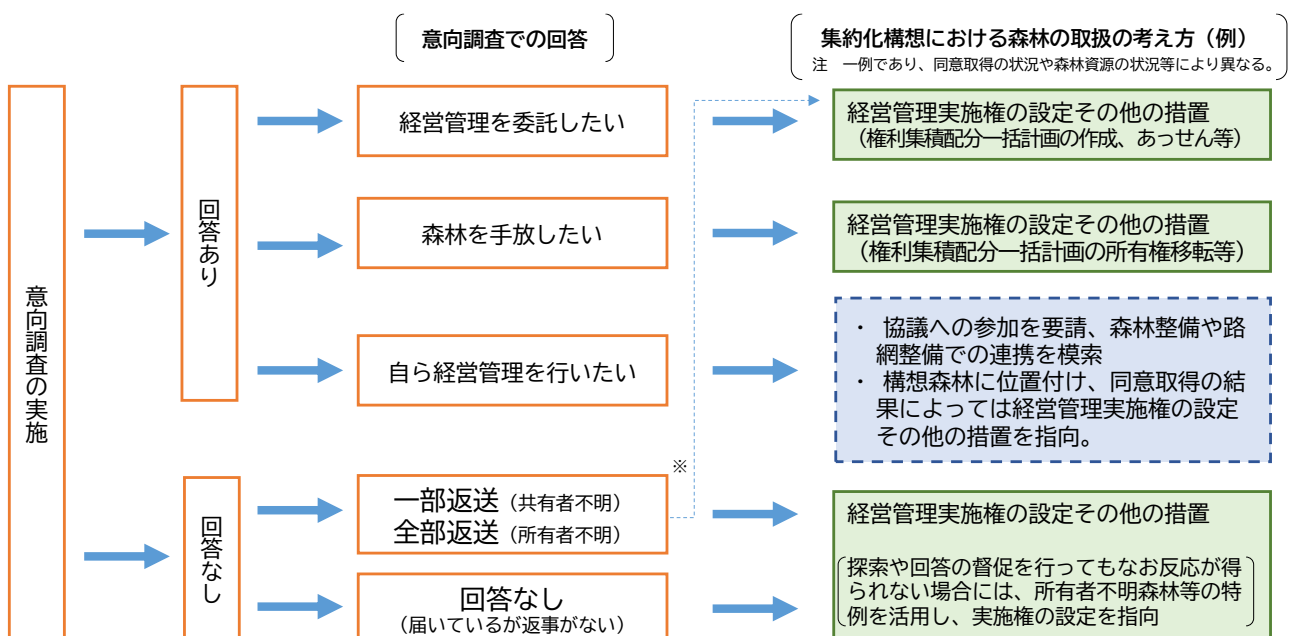 意向調査での回答
集約化構想における森林の取扱の考え方（例）
注　一例であり、同意取得の状況や森林資源の状況等により異なる。
意向調査の実施
回答あり
経営管理を委託したい
経営管理実施権の設定その他の措置
（権利集積配分一括計画の作成、あっせん等）
森林を手放したい
経営管理実施権の設定その他の措置
（権利集積配分一括計画の所有権移転等）
自ら経営管理を行いたい
・ 協議への参加を要請、森林整備や路
網整備での連携を模索
・ 構想森林に位置付け、同意取得の結
果によっては経営管理実施権の設定
その他の措置を指向。
回答なし
※
一部返送（共有者不明）
全部返送（所有者不明）
経営管理実施権の設定その他の措置
回答なし
（届いているが返事がない）
探索や回答の督促を行ってもなお反応が得
られない場合には、所有者不明森林等の特
例を活用し、実施権の設定を指向